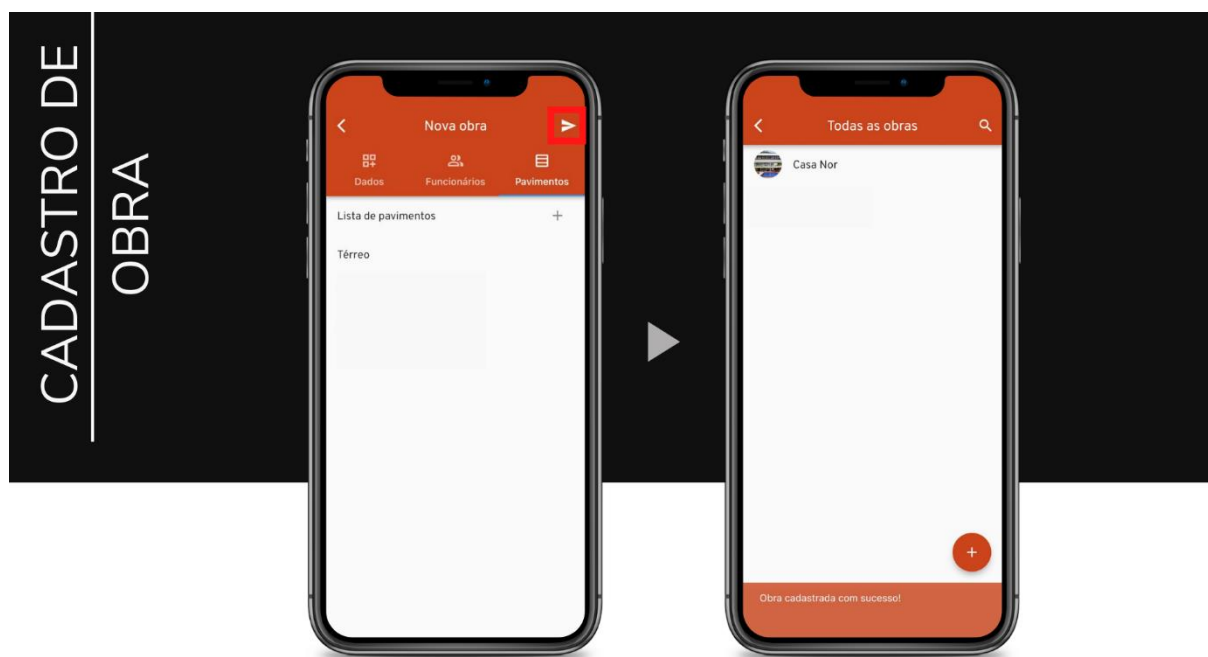 CADASTRO DE
OBRA
Nova obra
Dados
Funcionários
Pavimentos
Lista de pavimentos
Térreo
Todas as obras
Casa Nor
Obra cadastrada com sucesso!